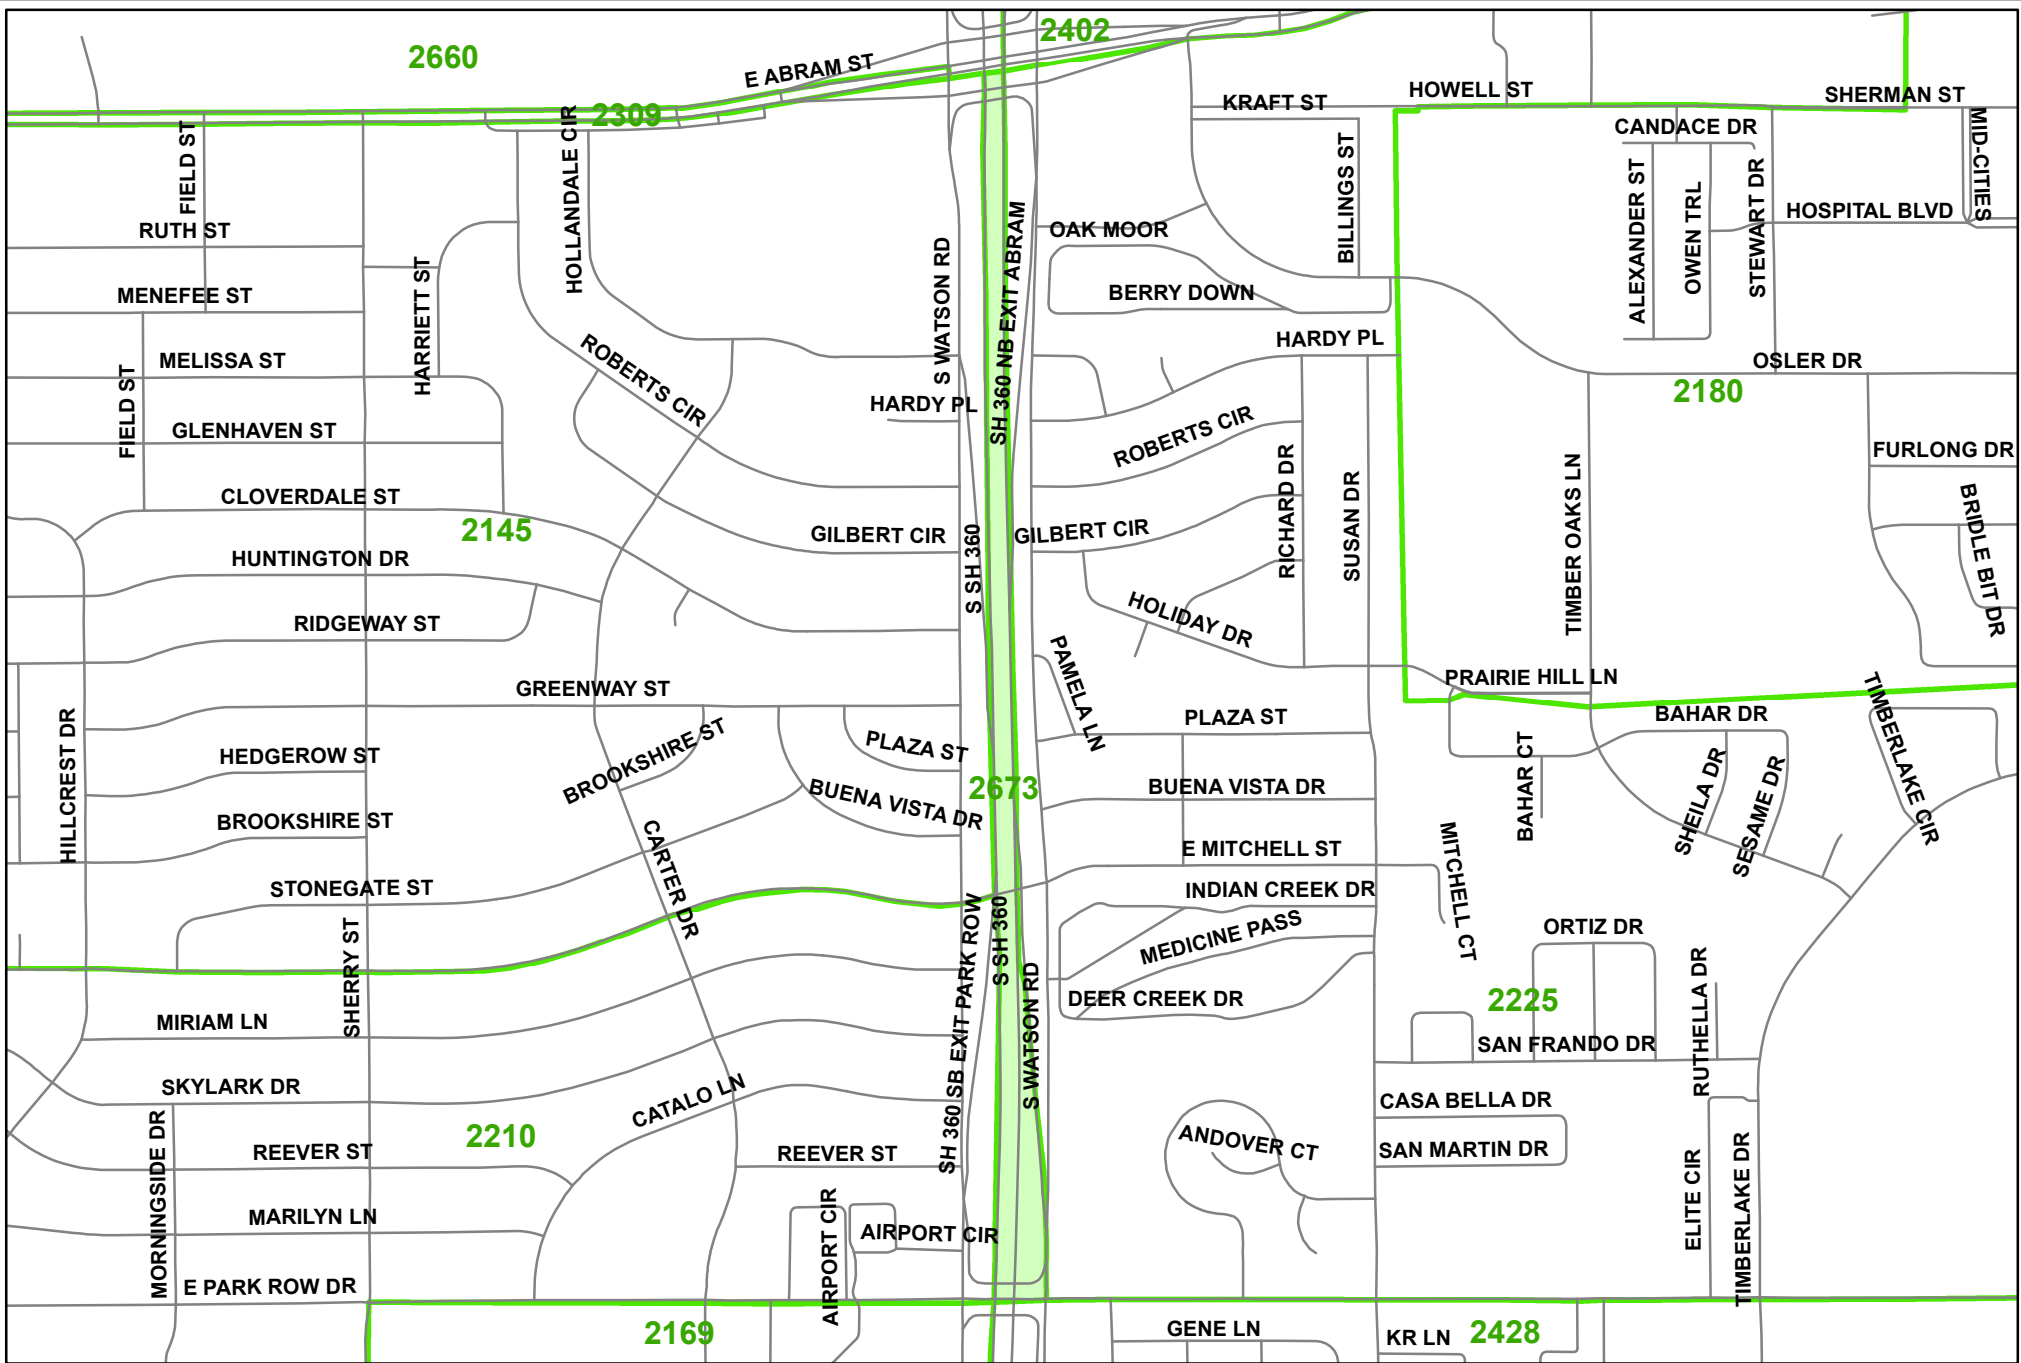 2660
2402
E ABRAM ST
2309
KRAFT ST
HOWELL ST
SHERMAN ST
CANDACE DR
MID-CITIES
FIELD ST
HOLLANDALE CIR
BILLINGS ST
ALEXANDER ST
OWEN TRL
STEWART DR
HOSPITAL BLVD
RUTH ST
OAK MOOR
S WATSON RD
SH 360 NB EXIT ABRAM
MENEFEE ST
HARRIETT ST
BERRY DOWN
HARDY PL
MELISSA ST
ROBERTS CIR
OSLER DR
2180
FIELD ST
HARDY PL
GLENHAVEN ST
ROBERTS CIR
RICHARD DR
SUSAN DR
TIMBER OAKS LN
FURLONG DR
CLOVERDALE ST
2145
GILBERT CIR
GILBERT CIR
S SH 360
BRIDLE BIT DR
HUNTINGTON DR
RIDGEWAY ST
HOLIDAY DR
PAMELA LN
GREENWAY ST
PRAIRIE HILL LN
TIMBERLAKE CIR
HILLCREST DR
PLAZA ST
BAHAR DR
BROOKSHIRE ST
PLAZA ST
HEDGEROW ST
BAHAR CT
SHEILA DR
SESAME DR
2673
BUENA VISTA DR
BUENA VISTA DR
BROOKSHIRE ST
CARTER DR
E MITCHELL ST
MITCHELL CT
STONEGATE ST
INDIAN CREEK DR
SHERRY ST
SH 360 SB EXIT PARK ROW
S SH 360
MEDICINE PASS
ORTIZ DR
S WATSON RD
DEER CREEK DR
2225
RUTHELLA DR
MIRIAM LN
SAN FRANDO DR
SKYLARK DR
CATALO LN
CASA BELLA DR
MORNINGSIDE DR
2210
REEVER ST
REEVER ST
ANDOVER CT
SAN MARTIN DR
ELITE CIR
TIMBERLAKE DR
MARILYN LN
AIRPORT CIR
AIRPORT CIR
E PARK ROW DR
2169
GENE LN
KR LN
2428